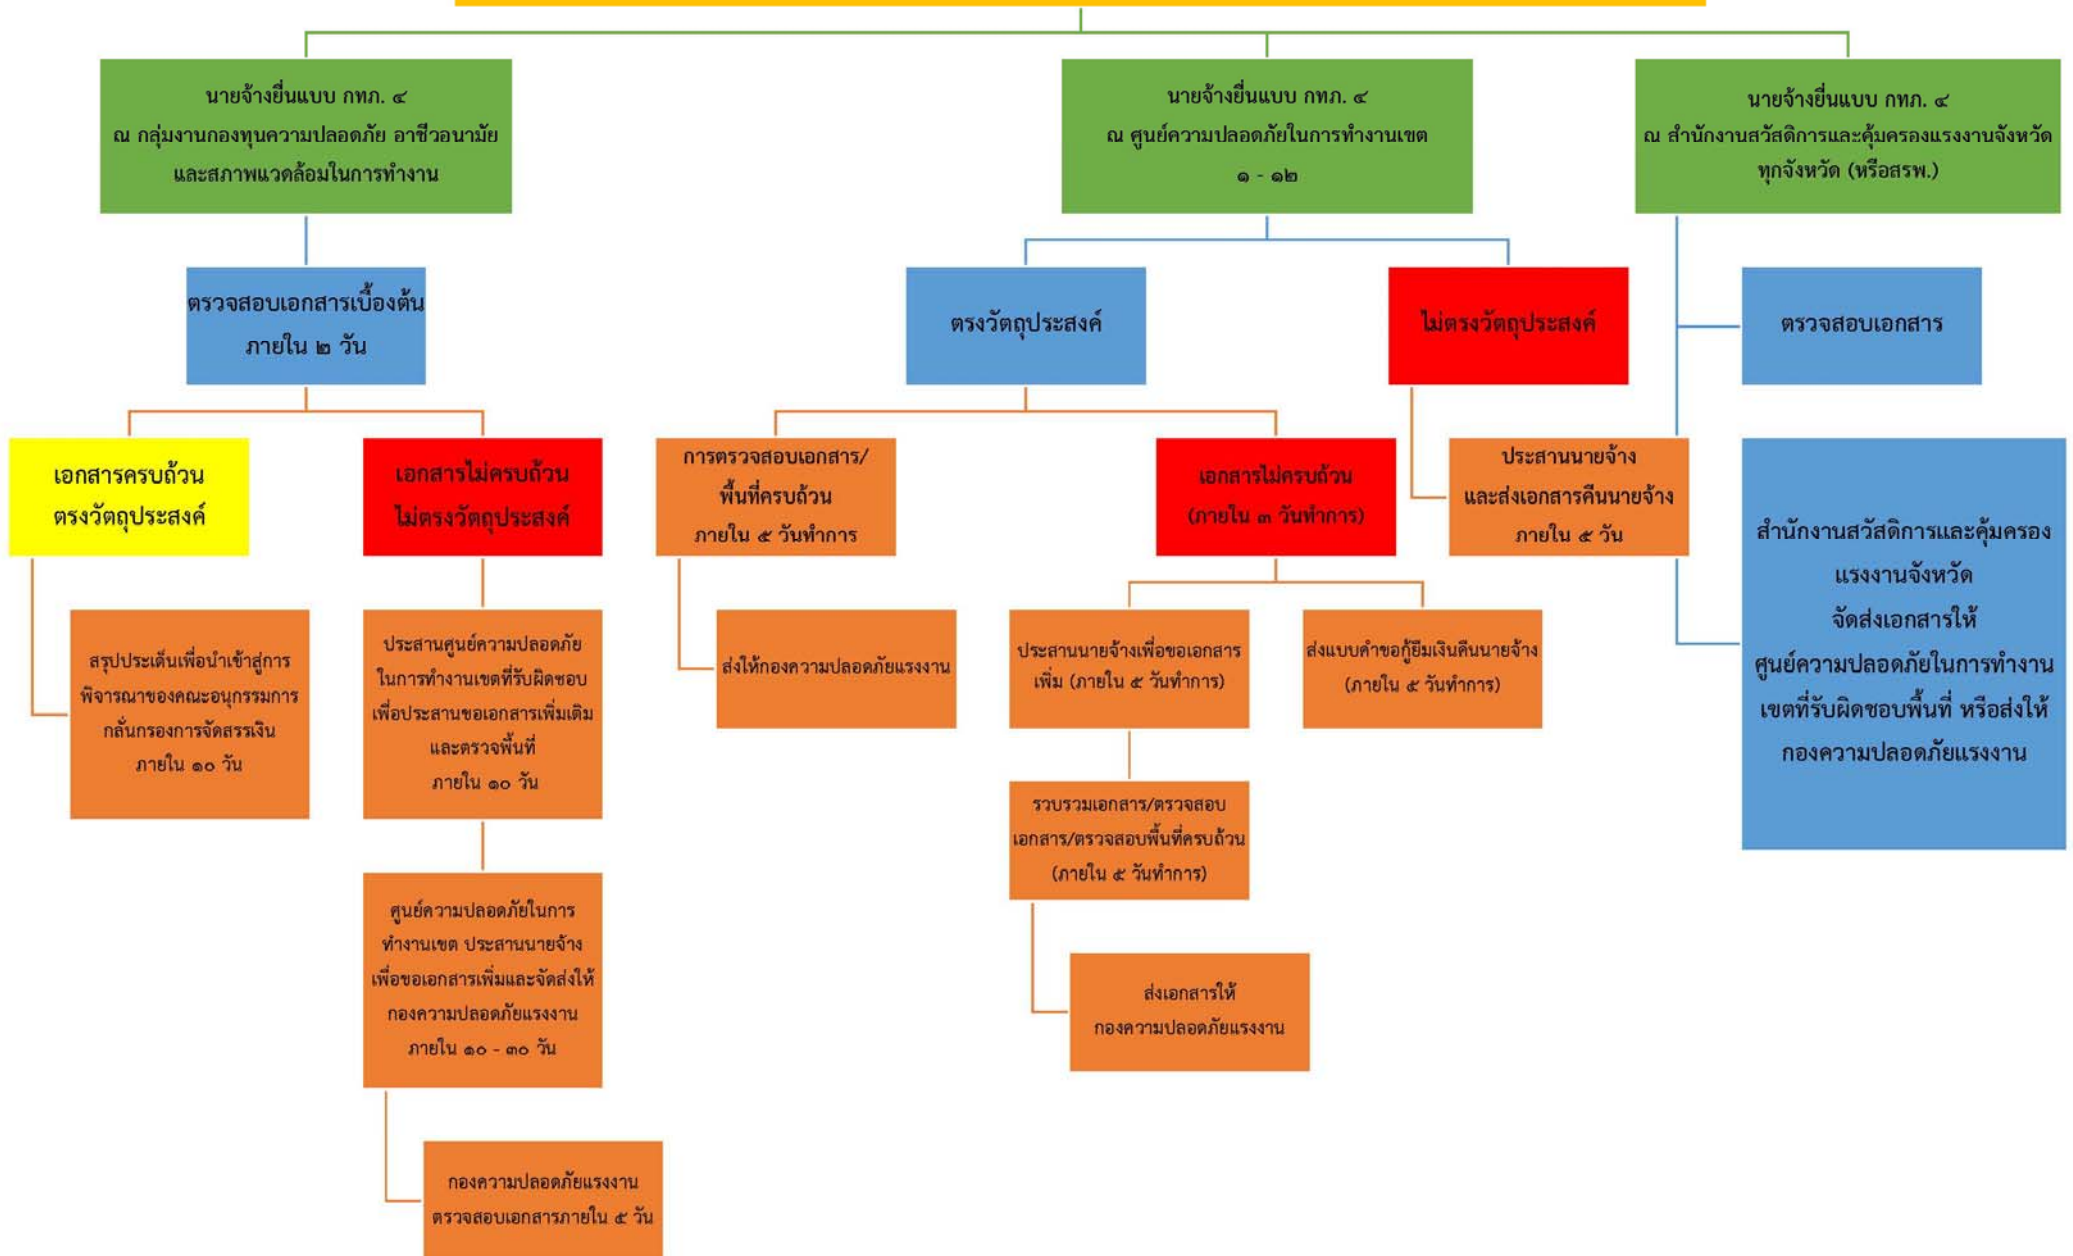 นายจ้างยื่นแบบ กทภ. ๔
ณ กลุ่มงานกองทุนความปลอดภัย อาชีวอนามัย
และสภาพแวดล้อมในการทำงาน
นายจ้างยื่นแบบ กทภ. ๔
ณ ศูนย์ความปลอดภัยในการทำงานเขต
๑ - ๑๒
นายจ้างยื่นแบบ กทภ. ๔
ณ สำนักงานสวัสดิการและคุ้มครองแรงงานจังหวัด
ทุกจังหวัด (หรือสรพ.)
ตรวจสอบเอกสารเบื้องต้น
ภายใน ๒ วัน
ตรงวัตถุประสงค์
ไม่ตรงวัตถุประสงค์
ตรวจสอบเอกสาร
เอกสารครบถ้วน
ตรงวัตถุประสงค์
เอกสารไม่ครบถ้วน
ไม่ตรงวัตถุประสงค์
การตรวจสอบเอกสาร/
พื้นที่ครบถ้วน
ภายใน ๕ วันทำการ
เอกสารไม่ครบถ้วน
(ภายใน ๓ วันทำการ)
ประสานนายจ้าง
และส่งเอกสารคืนนายจ้าง
ภายใน ๕ วัน
สำนักงานสวัสดิการและคุ้มครอง
แรงงานจังหวัด
จัดส่งเอกสารให้
ศูนย์ความปลอดภัยในการทำงาน
เขตที่รับผิดชอบพื้นที่ หรือส่งให้
กองความปลอดภัยแรงงาน
สรุปประเด็นเพื่อนำเข้าสู่การ
พิจารณาของคณะอนุกรรมการ
กลั่นกรองการจัดสรรเงิน
ภายใน ๑๐ วัน
ประสานศูนย์ความปลอดภัย
ในการทำงานเขตที่รับผิดชอบ
เพื่อประสานขอเอกสารเพิ่มเติม
และตรวจพื้นที่
ภายใน ๑๐ วัน
ส่งให้กองความปลอดภัยแรงงาน
ประสานนายจ้างเพื่อขอเอกสาร
เพิ่ม (ภายใน ๕ วันทำการ)
ส่งแบบคำขอกู้ยืมเงินคืนนายจ้าง
(ภายใน ๕ วันทำการ)
รวบรวมเอกสาร/ตรวจสอบ
เอกสาร/ตรวจสอบพื้นที่ครบถ้วน
(ภายใน ๕ วันทำการ)
ศูนย์ความปลอดภัยในการ
ทำงานเขต ประสานนายจ้าง
เพื่อขอเอกสารเพิ่มและจัดส่งให้
กองความปลอดภัยแรงงาน
ภายใน ๑๐ - ๓๐ วัน
ส่งเอกสารให้
กองความปลอดภัยแรงงาน
กองความปลอดภัยแรงงาน
ตรวจสอบเอกสารภายใน ๕ วัน